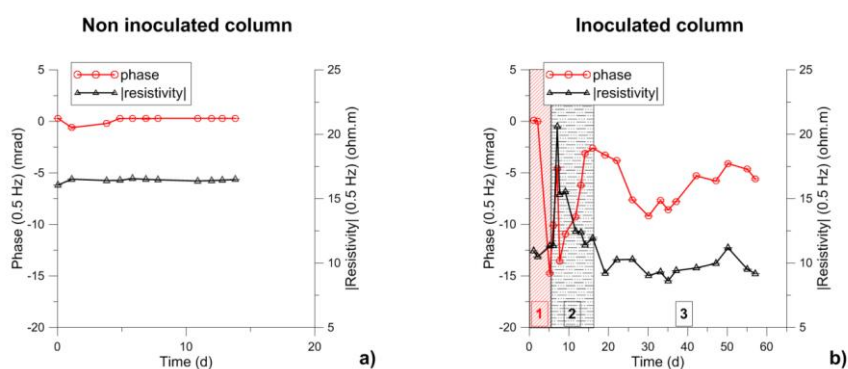 Non inoculated column
phase
|resistivity|
Phase (0.5 Hz) (mrad)
5
0
-5
-10
-15
-20
|Resistivity| (0.5 Hz) (ohm.m)
25
20
15
10
5
0
10
20
Time (d)
a)
Inoculated column
phase
|resistivity|
Phase (0.5 Hz) (mrad)
5
0
-5
-10
-15
-20
|Resistivity| (0.5 Hz) (ohm.m)
25
20
15
10
5
1
2
3
0
10
20
30
40
50
60
Time (d)
b)